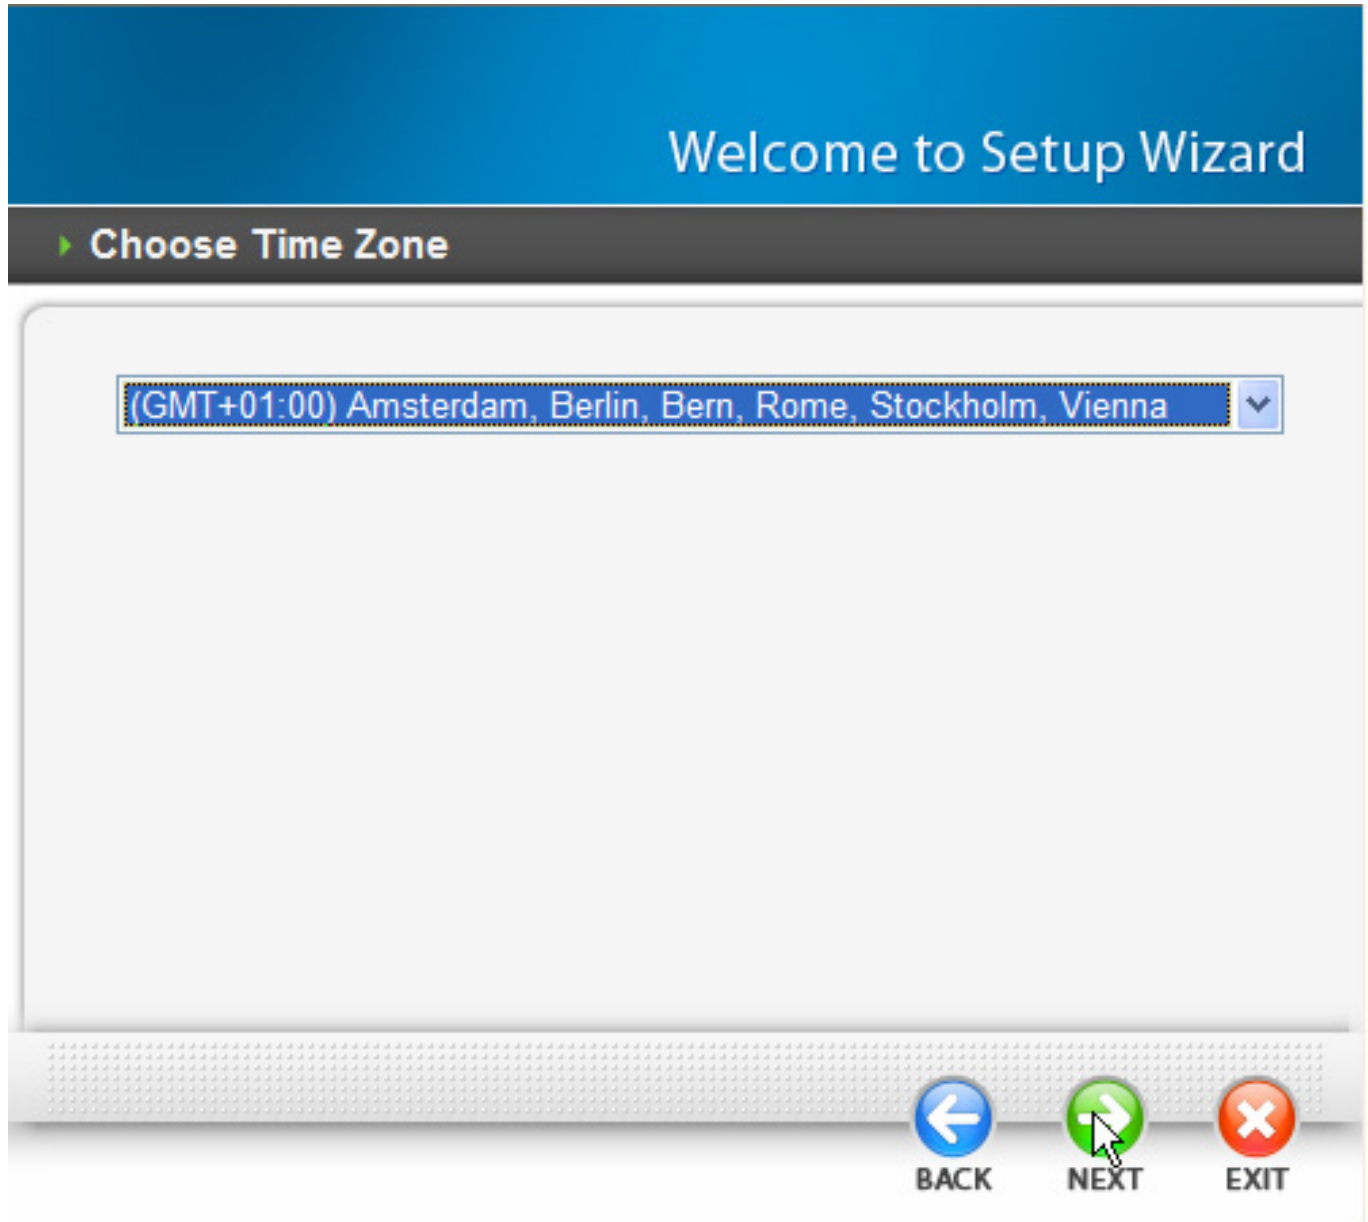 Welcome to Setup Wizard
Choose Time Zone
(GMT+01:00) Amsterdam, Berlin, Bern, Rome, Stockholm, Vienna
BACK NEXT EXIT